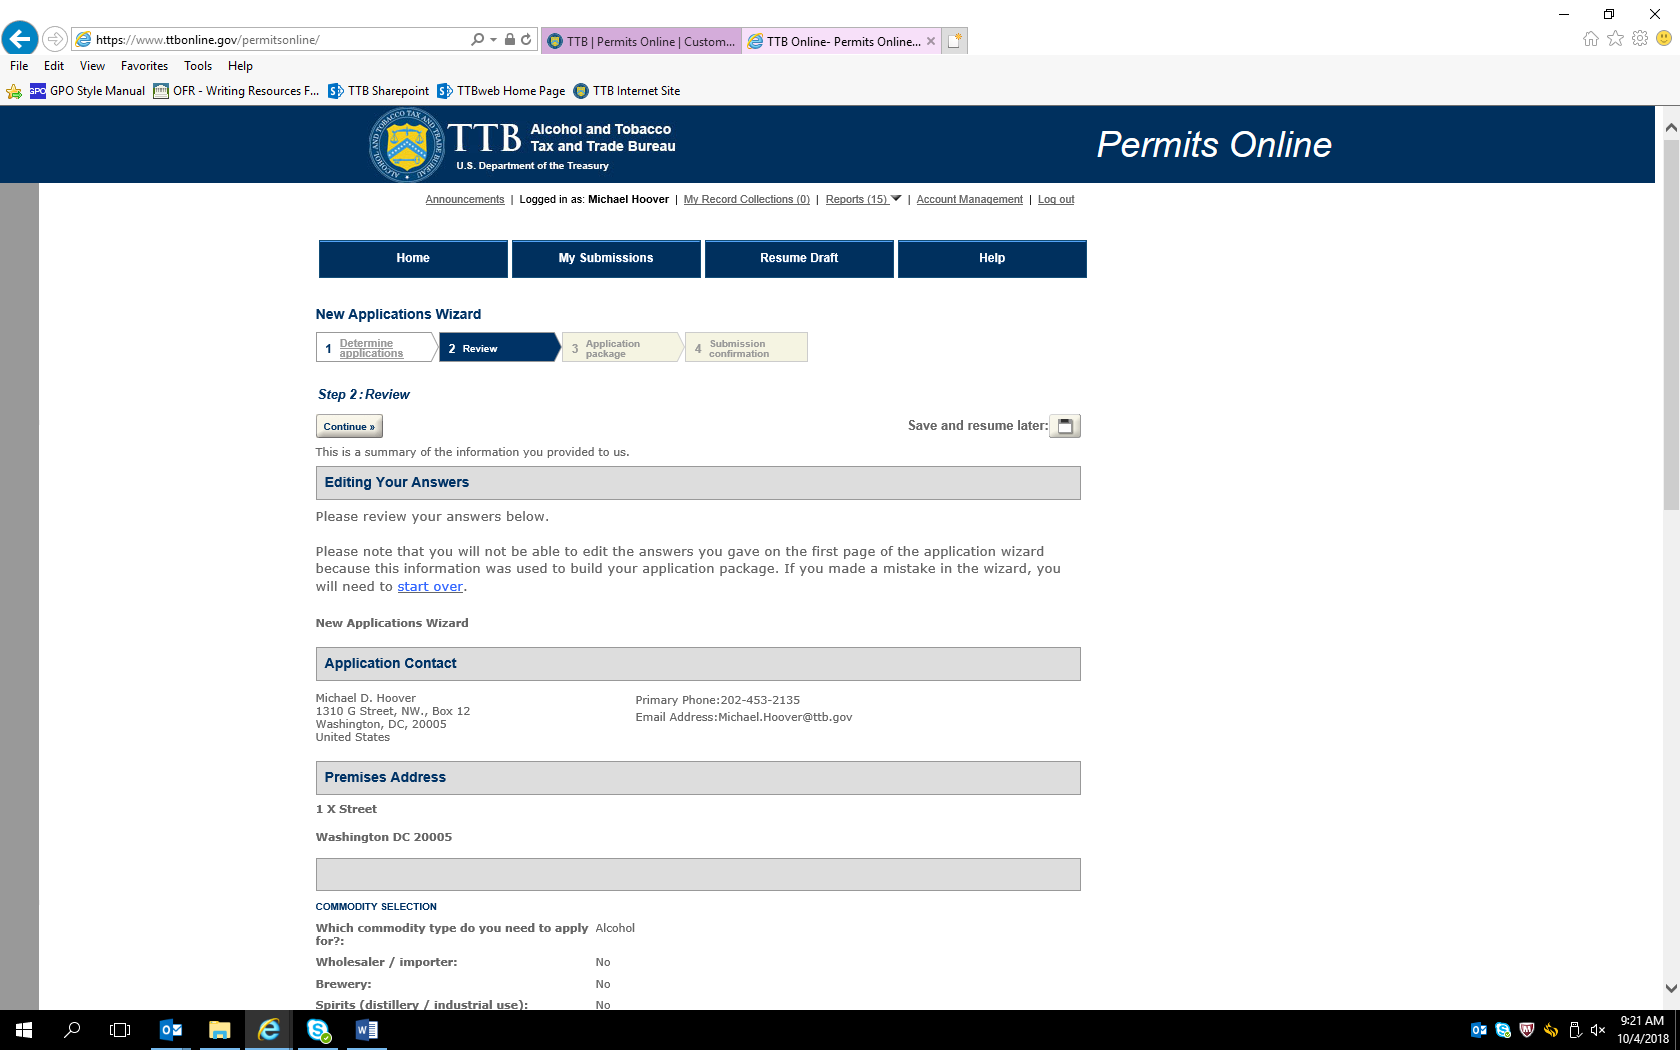 https://www.ttbonline.gov/permitsonline/
TTB | Permits Online | Custom...
TTB Online- Permits Online...
File Edit View Favorites Tools Help
GPO GPO Style Manual OFR - Writing Resources F... TTB Sharepoint TTBweb Home Page TTB Internet Site
ALCOHOL AND TOBACCO TAX AND TRADE BUREAU
TTB Alcohol and Tobacco
Tax and Trade Bureau
U.S. Department of the Treasury
Permits Online
Announcements | Logged in as: Michael Hoover | My Record Collections (0) | Reports (15) | Account Management | Log out
Home My Submissions Resume Draft Help
New Applications Wizard
1 Determine applications
2 Review
3 Application package
4 Submission confirmation
Step 2: Review
Continue »
Save and resume later:
This is a summary of the information you provided to us.
Editing Your Answers
Please review your answers below.
Please note that you will not be able to edit the answers you gave on the first page of the application wizard
because this information was used to build your application package. If you made a mistake in the wizard, you
will need to start over.
New Applications Wizard
Application Contact
Michael D. Hoover
1310 G Street, NW., Box 12
Washington, DC, 20005
United States
Primary Phone:202-453-2135
Email Address:Michael.Hoover@ttb.gov
Premises Address
1 X Street
Washington DC 20005
COMMODITY SELECTION
Which commodity type do you need to apply Alcohol
for?:
Wholesaler / importer: No
Brewery: No
Spirits (distillery / industrial use): No
9:21 AM
10/4/2018